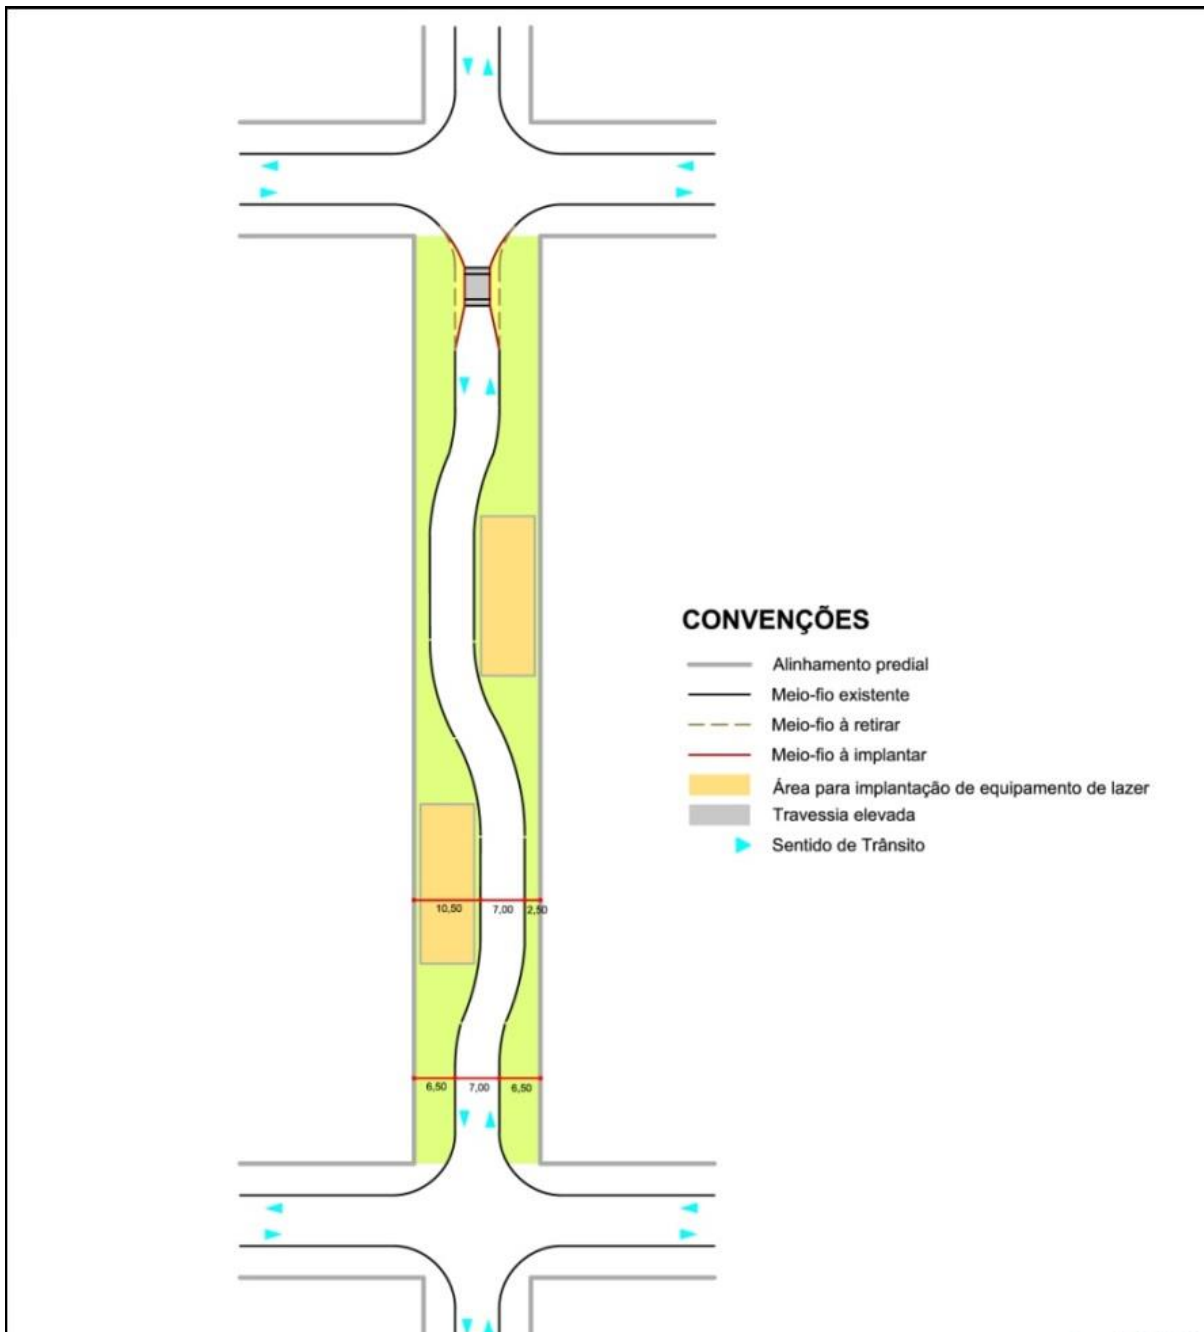 CONVENÇÕES
Alinhamento predial
Meio-fio existente
Meio-fio à retirar
Meio-fio à implantar
Área para implantação de equipamento de lazer
Travessia elevada
Sentido de Trânsito
10,50 7,00 2,50
6,50 7,00 6,50